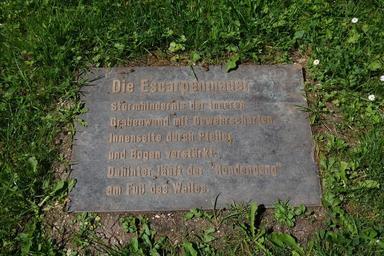 Die Escarpenmauer
Sturmhindernis der inneren
Grabenwand mit Gewehrscharten
Innenseite durch Pfeiler
und Bogen verstärkt.
Dahinter läuft der "Rondengang"
am Fuß des Walles.